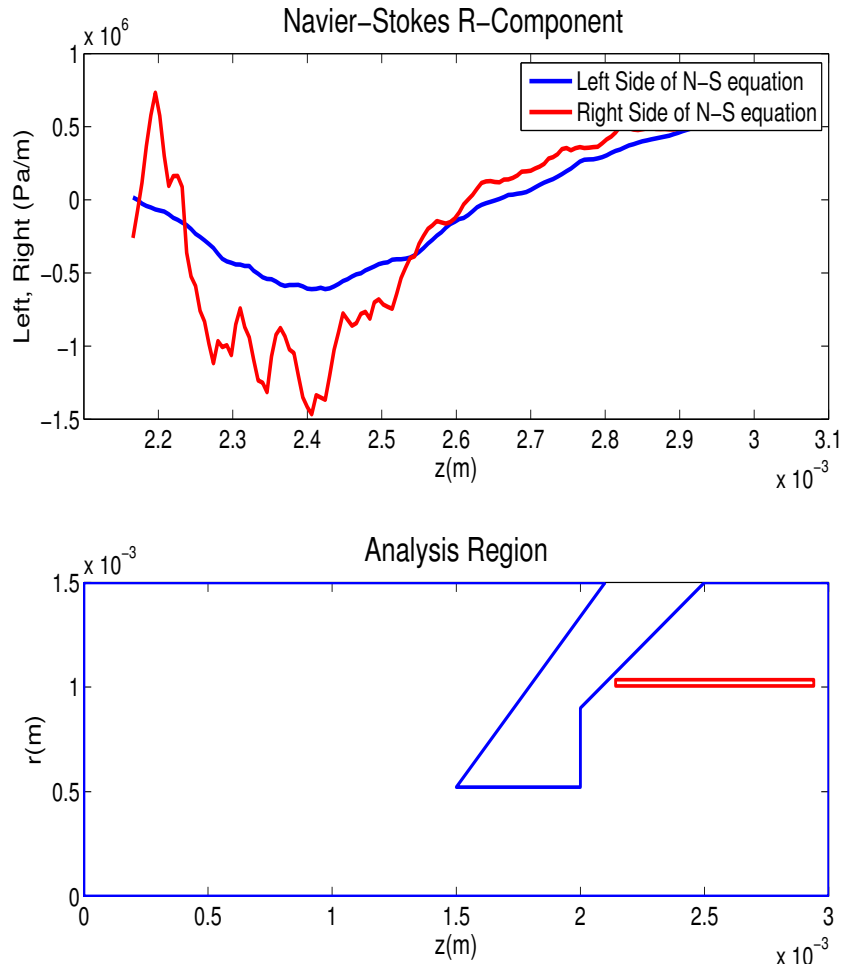 Navier−Stokes R−Component
x 10⁶
Left, Right (Pa/m)
1
0.5
0
−0.5
−1
−1.5
Left Side of N−S equation
Right Side of N−S equation
2.2 2.3 2.4 2.5 2.6 2.7 2.8 2.9 3 3.1
z(m)
x 10⁻³
Analysis Region
x 10⁻³
r(m)
1.5
1
0.5
0
0 0.5 1 1.5 2 2.5 3
z(m)
x 10⁻³